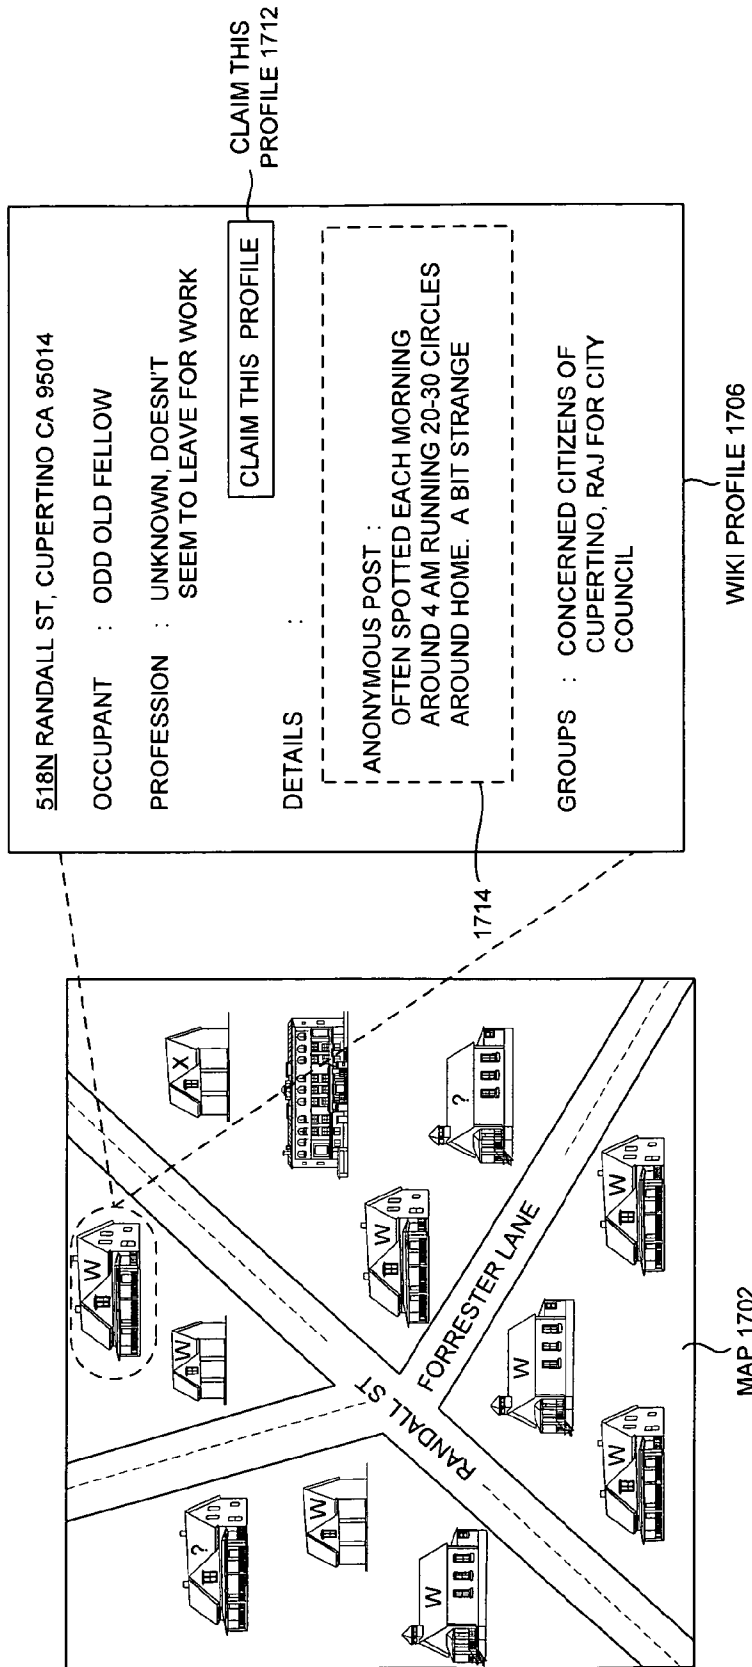 518N RANDALL ST, CUPERTINO CA 95014
OCCUPANT : ODD OLD FELLOW
PROFESSION : UNKNOWN, DOESN'T
SEEM TO LEAVE FOR WORK
CLAIM THIS PROFILE
CLAIM THIS
PROFILE 1712
DETAILS :
ANONYMOUS POST :
OFTEN SPOTTED EACH MORNING
AROUND 4 AM RUNNING 20-30 CIRCLES
AROUND HOME. A BIT STRANGE
1714
GROUPS : CONCERNED CITIZENS OF
CUPERTINO, RAJ FOR CITY
COUNCIL
WIKI PROFILE 1706
?
W
W
W
W
X
RANDALL ST
FORRESTER LANE
W
?
W
W
W
MAP 1702